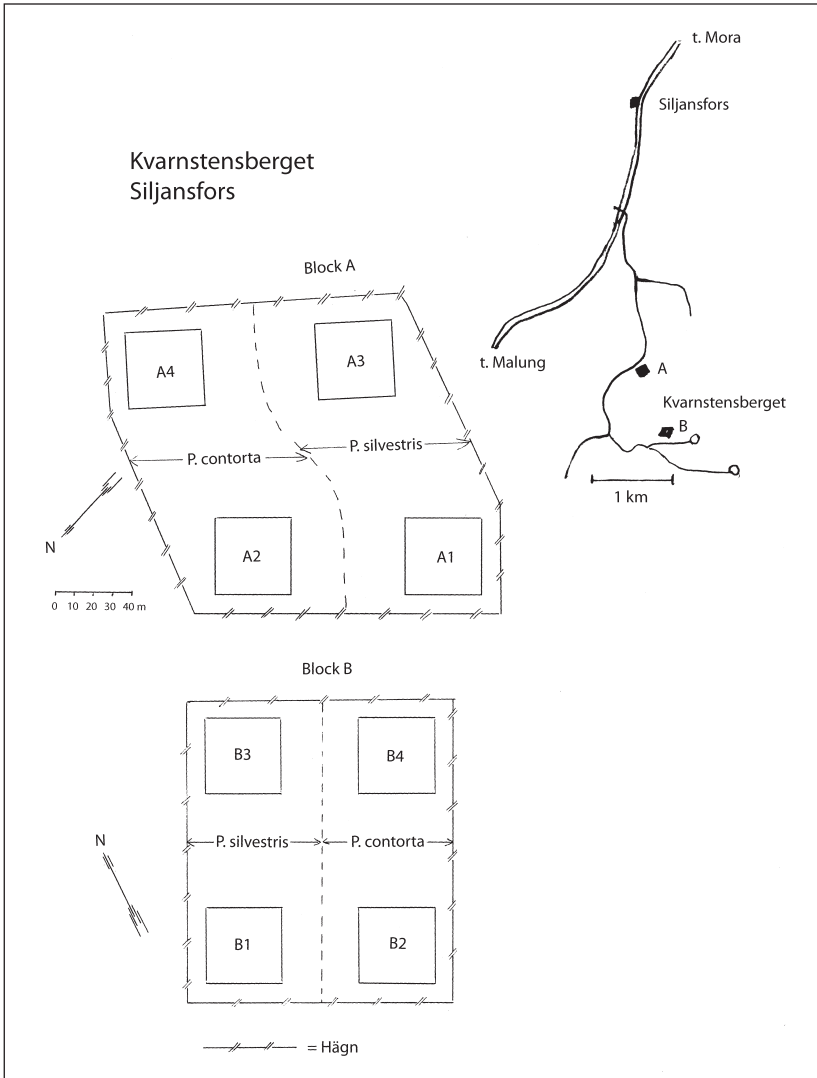 t. Mora
Siljansfors
Kvarnstensberget
Siljansfors
Block A
A4
A3
t. Malung
A
Kvarnstensberget
B
P. contorta
P. silvestris
1 km
N
A2
A1
0 10 20 30 40 m
Block B
B3
B4
N
P. silvestris
P. contorta
B1
B2
= Hägn